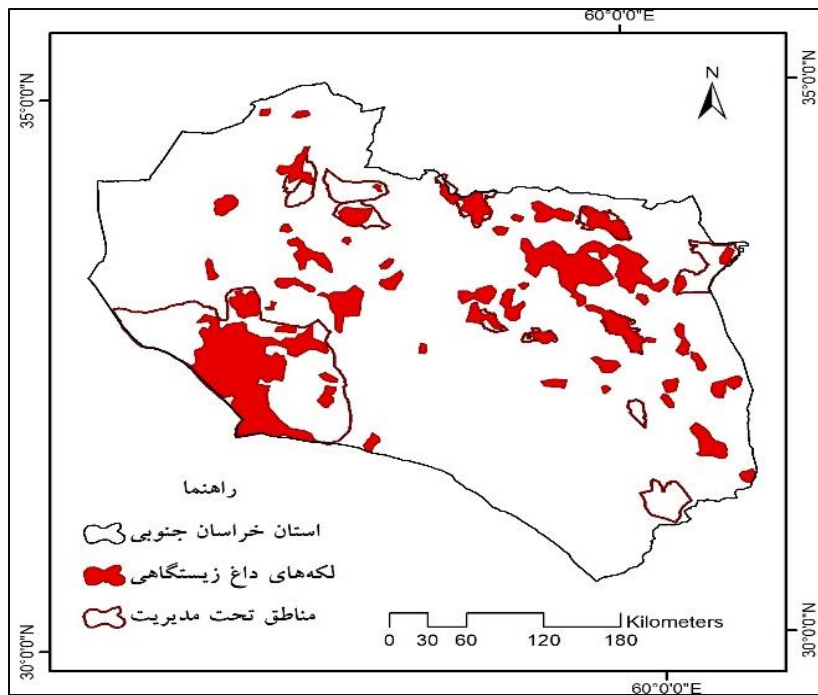 60°0'0"E
35°0'0"N
35°0'0"N
N
راهنما
استان خراسان جنوبی
لکه‌های داغ زیستگاهی
مناطق تحت مدیریت
Kilometers
0 30 60 120 180
30°0'0"N
30°0'0"N
60°0'0"E